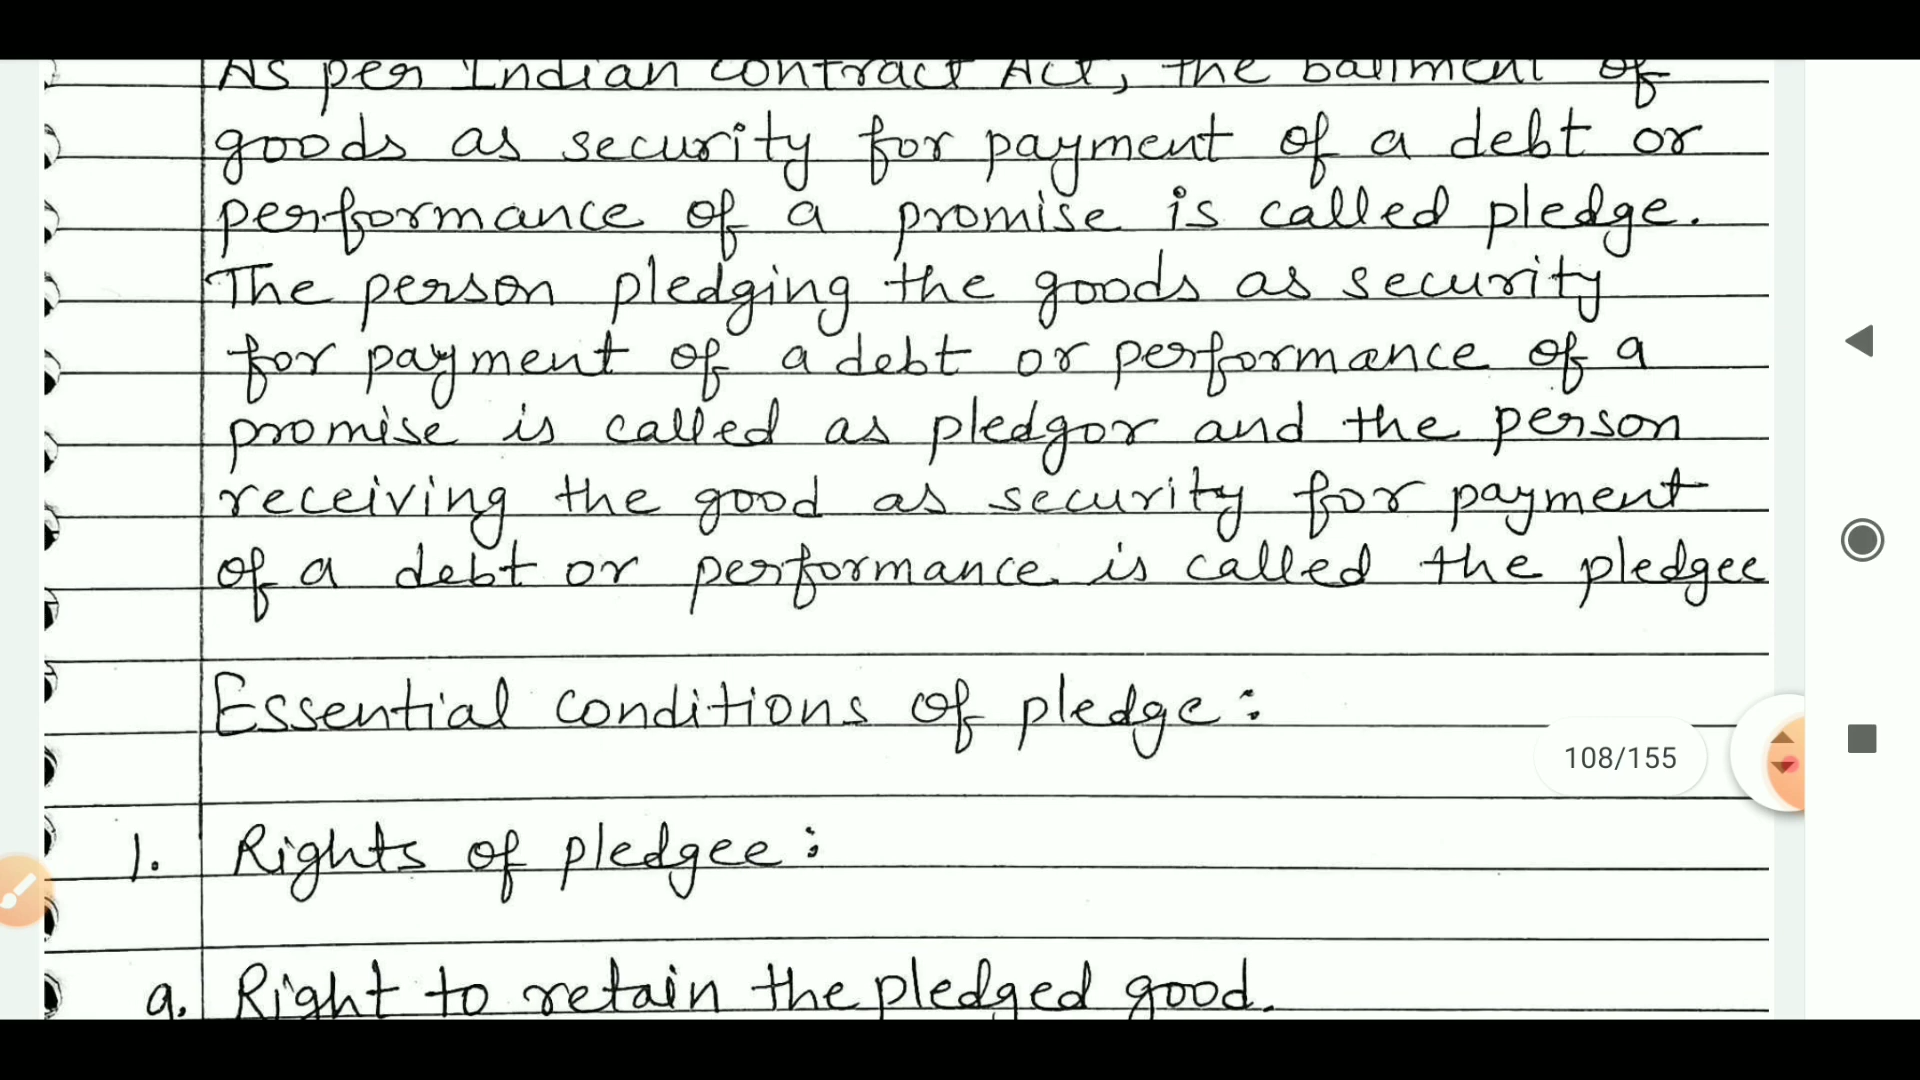 As per Indian contract Act, the bailment of
goods as security for payment of a debt or
performance of a promise is called pledge.
The person pledging the goods as security
for payment of a debt or performance of a
promise is called as pledgor and the person
receiving the good as security for payment
of a debt or performance is called the pledgee
Essential conditions of pledge:
108/155
1. Rights of pledgee:
a. Right to retain the pledged good.